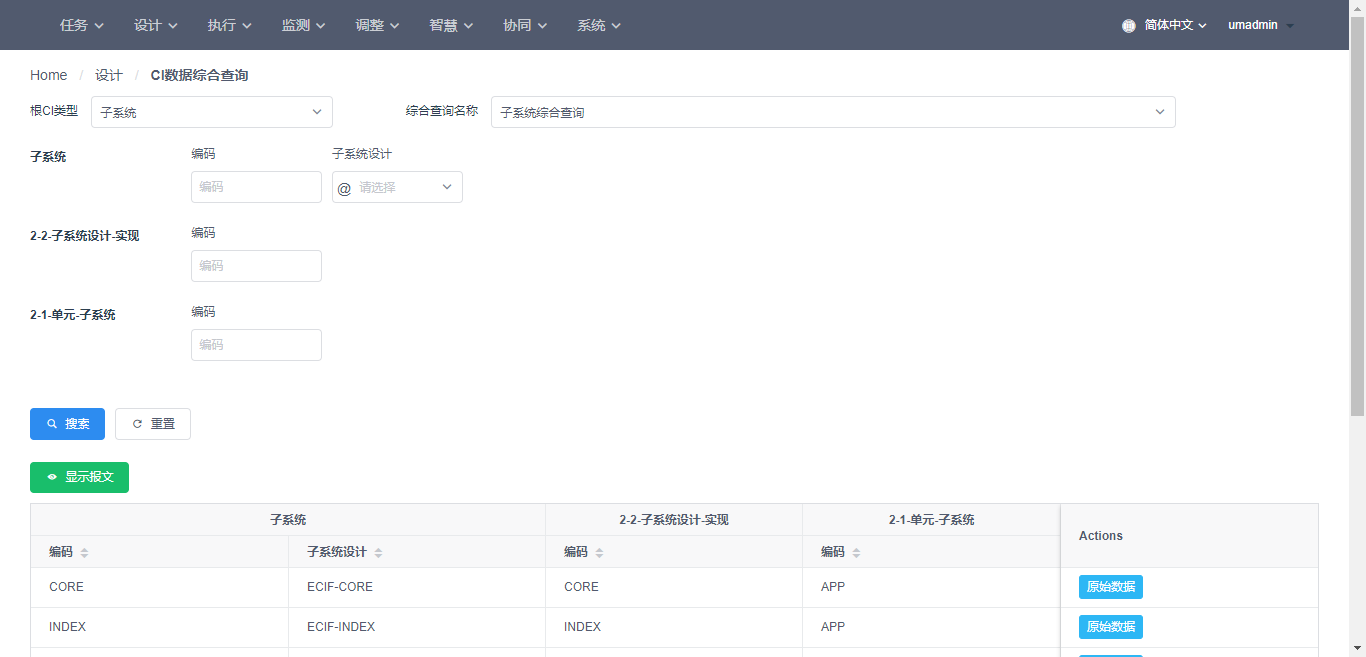 任务 设计 执行 监测 调整 智慧 协同 系统 简体中文 umadmin
Home / 设计 / CI数据综合查询
根CI类型 子系统 综合查询名称 子系统综合查询
子系统 编码 子系统设计
编码 @ 请选择
2-2-子系统设计-实现 编码
编码
2-1-单元-子系统 编码
编码
搜索 重置
显示报文
子系统 2-2-子系统设计-实现 2-1-单元-子系统 Actions
编码 子系统设计 编码 编码
CORE ECIF-CORE CORE APP 原始数据
INDEX ECIF-INDEX INDEX APP 原始数据